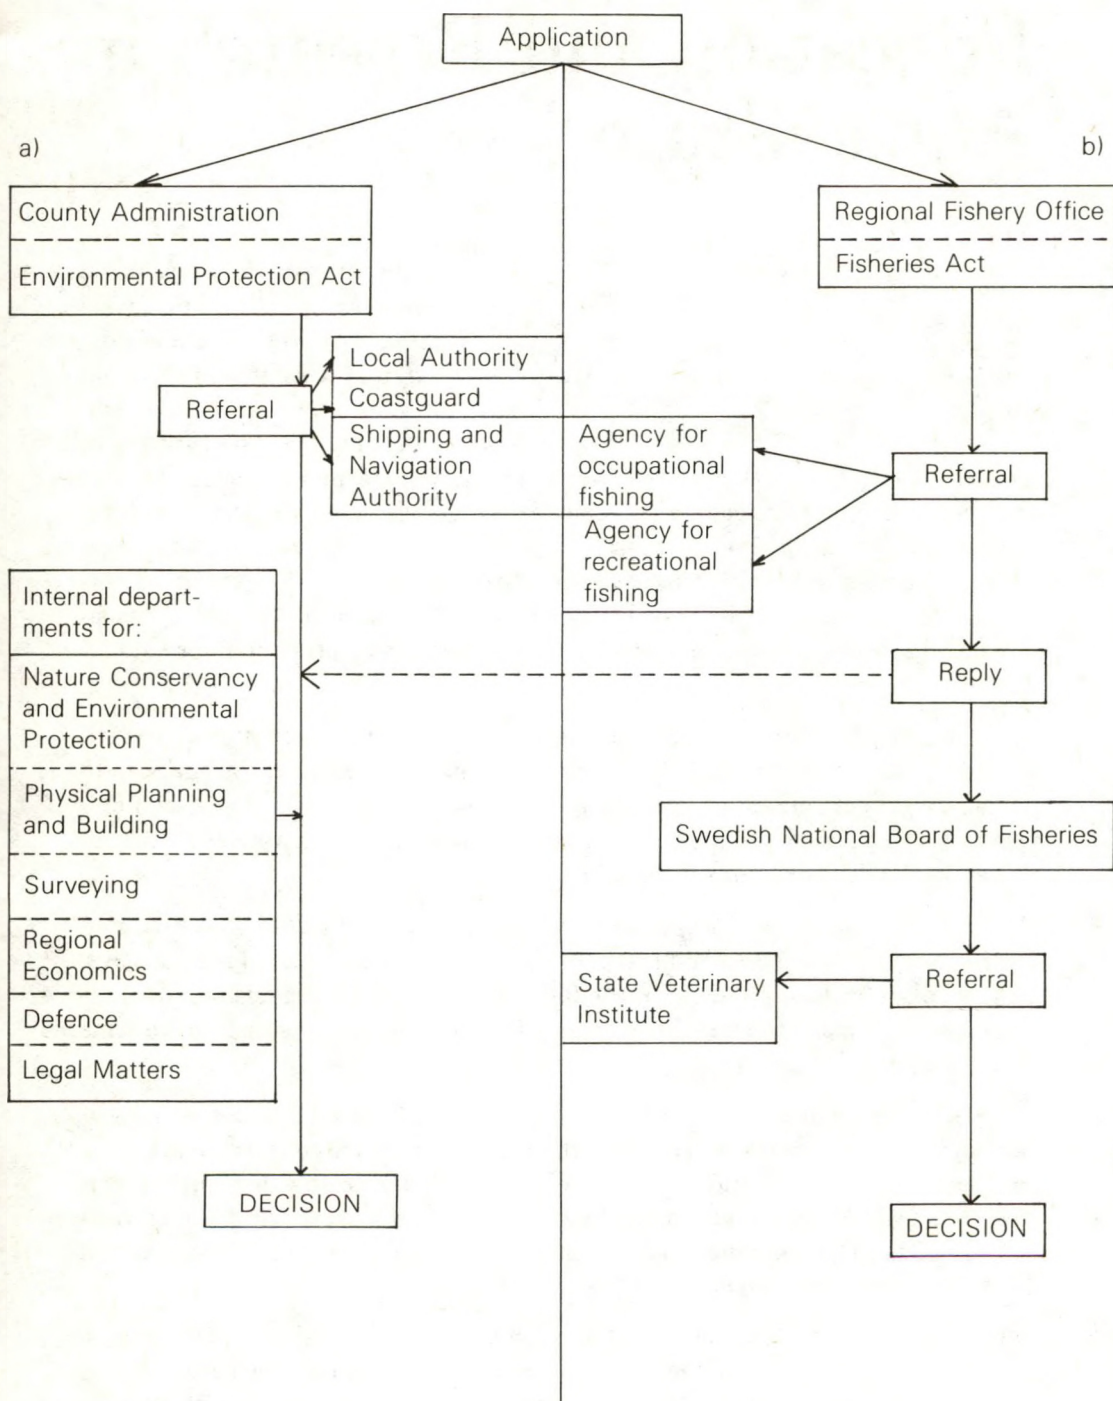 Application
a)
b)
County Administration
Environmental Protection Act
Regional Fishery Office
Fisheries Act
Local Authority
Coastguard
Shipping and
Navigation
Authority
Referral
Agency for
occupational
fishing
Agency for
recreational
fishing
Referral
Internal depart-
ments for:
Nature Conservancy
and Environmental
Protection
Physical Planning
and Building
Surveying
Regional
Economics
Defence
Legal Matters
Reply
Swedish National Board of Fisheries
State Veterinary
Institute
Referral
DECISION
DECISION